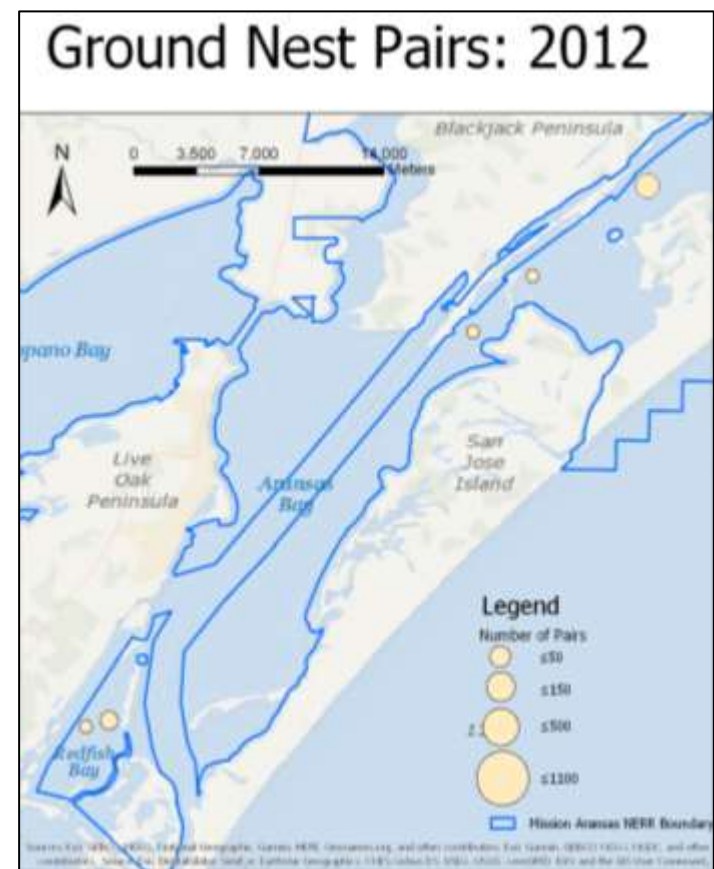 Ground Nest Pairs: 2012
Blackjack Peninsula
N
0 3,500 7,000 14,000
Meters
opano Bay
Live
Oak
Peninsula
Aransas
Bay
San
Jose
Island
Legend
Number of Pairs
≤50
≤150
≤500
≤1100
Redfish
Bay
Mission Aransas NERR Boundary